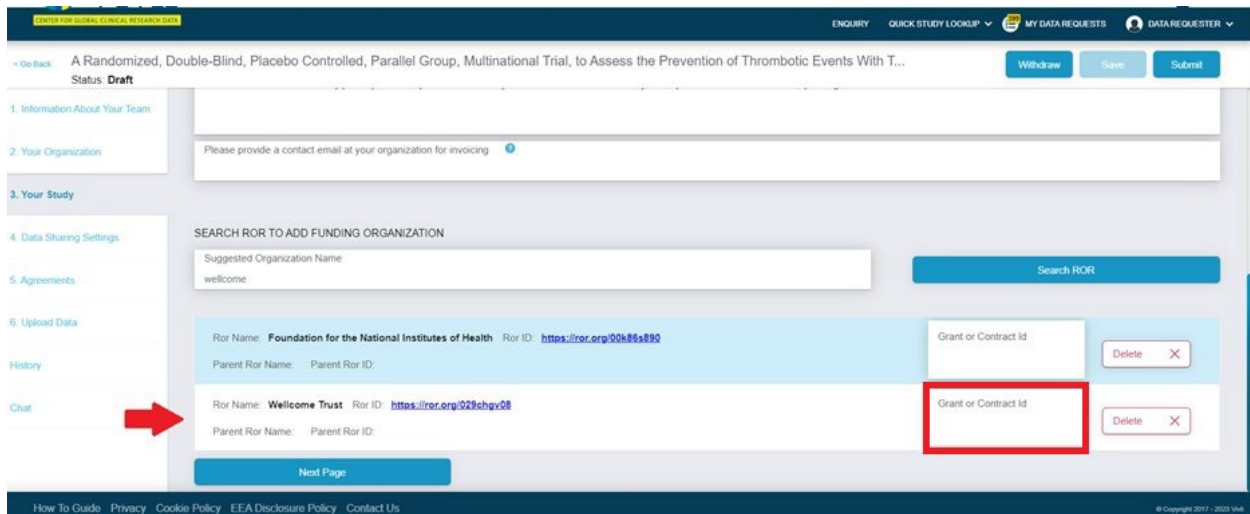 CENTER FOR GLOBAL CLINICAL RESEARCH DATA
ENQUIRY QUICK STUDY LOOKUP MY DATA REQUESTS DATA REQUESTER
< Go Back A Randomized, Double-Blind, Placebo Controlled, Parallel Group, Multinational Trial, to Assess the Prevention of Thrombotic Events With T...
Status: Draft
Withdraw Save Submit
1. Information About Your Team
2. Your Organization
3. Your Study
4. Data Sharing Settings
5. Agreements
6. Upload Data
History
Chat
Please provide a contact email at your organization for invoicing ?
SEARCH ROR TO ADD FUNDING ORGANIZATION
Suggested Organization Name
wellcome
Search ROR
Ror Name: Foundation for the National Institutes of Health Ror ID: https://ror.org/00k86s890
Parent Ror Name: Parent Ror ID:
Grant or Contract Id
Delete X
Ror Name: Wellcome Trust Ror ID: https://ror.org/029chgv08
Parent Ror Name: Parent Ror ID:
Grant or Contract Id
Delete X
Next Page
How To Guide Privacy Cookie Policy EEA Disclosure Policy Contact Us
© Copyright 2017 - 2023 Vivli